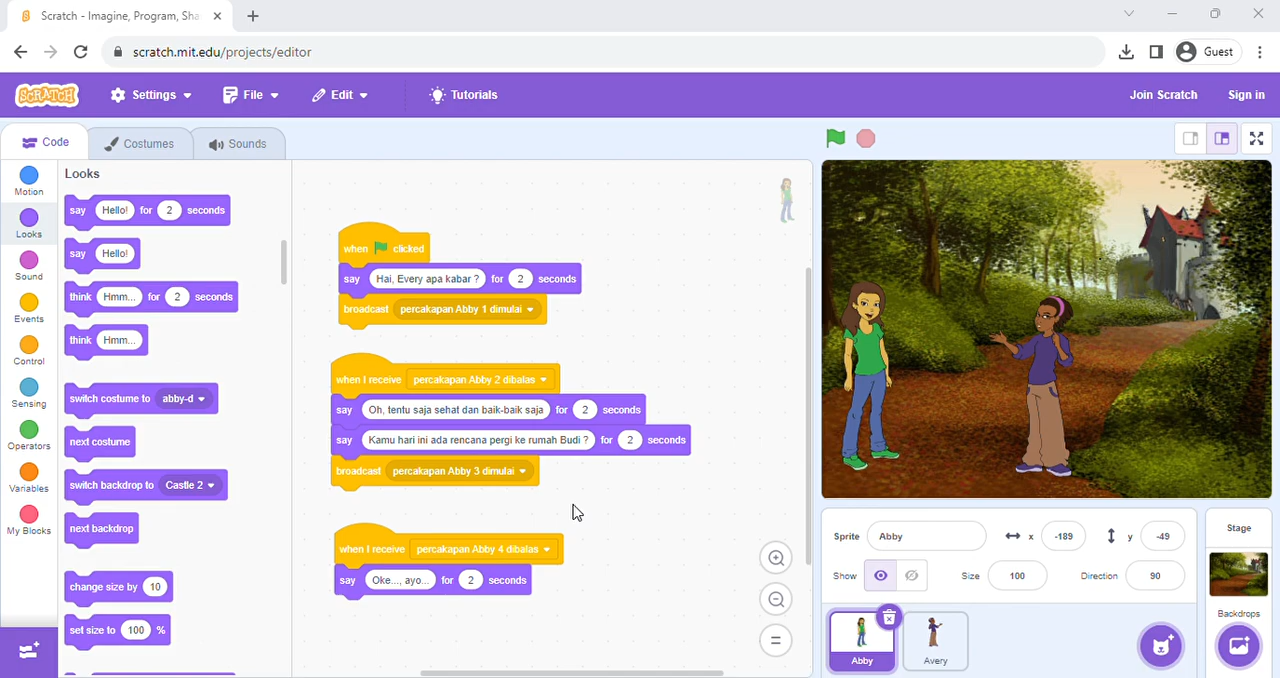 Scratch - Imagine, Program, Sha
scratch.mit.edu/projects/editor
Guest
SCRATCH
Settings
File
Edit
Tutorials
Join Scratch
Sign in
Code
Costumes
Sounds
Motion
Looks
Sound
Events
Control
Sensing
Operators
Variables
My Blocks
Looks
say Hello! for 2 seconds
say Hello!
think Hmm... for 2 seconds
think Hmm...
switch costume to abby-d
next costume
switch backdrop to Castle 2
next backdrop
change size by 10
set size to 100 %
when clicked
say Hai, Every apa kabar ? for 2 seconds
broadcast percakapan Abby 1 dimulai
when I receive percakapan Abby 2 dibalas
say Oh, tentu saja sehat dan baik-baik saja for 2 seconds
say Kamu hari ini ada rencana pergi ke rumah Budi ? for 2 seconds
broadcast percakapan Abby 3 dimulai
when I receive percakapan Abby 4 dibalas
say Oke..., ayo... for 2 seconds
Sprite Abby x -189 y -49
Show Size 100 Direction 90
Abby
Avery
Stage
Backdrops